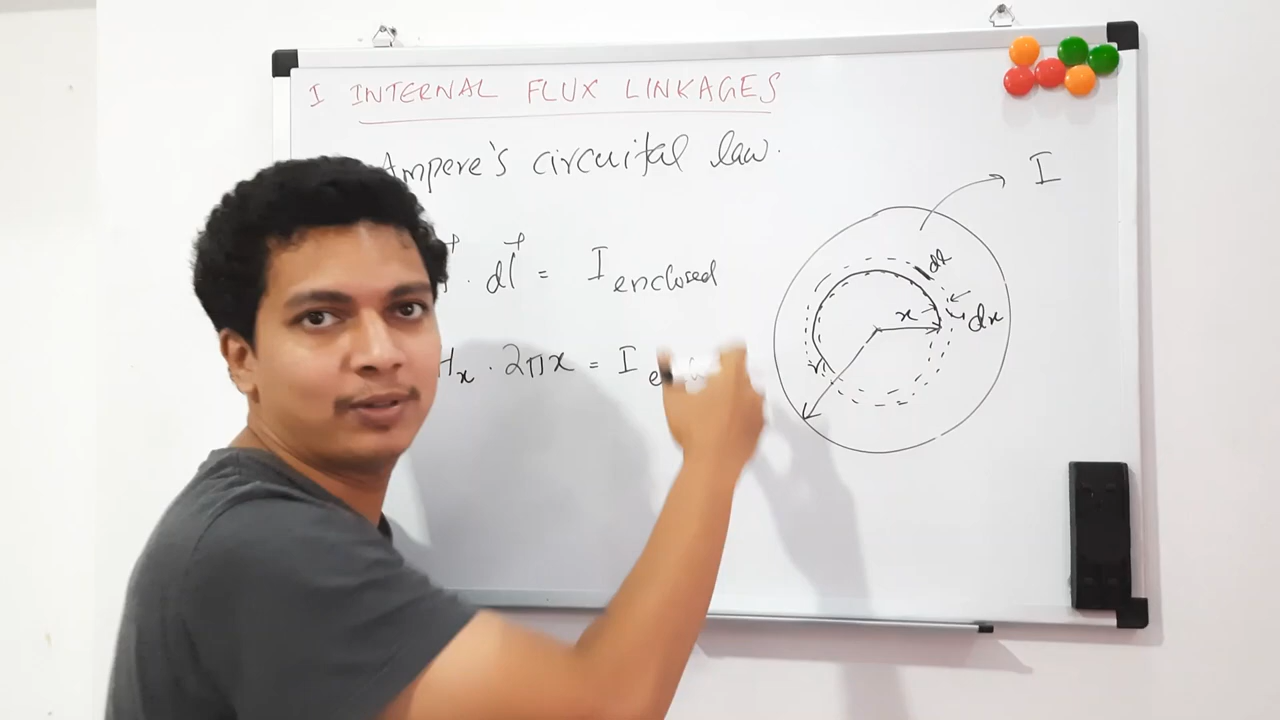 I INTERNAL FLUX LINKAGES
Ampere's circuital law.
. dl = I enclosed
Hx . 2πx = I
I
dl
x
dx
r